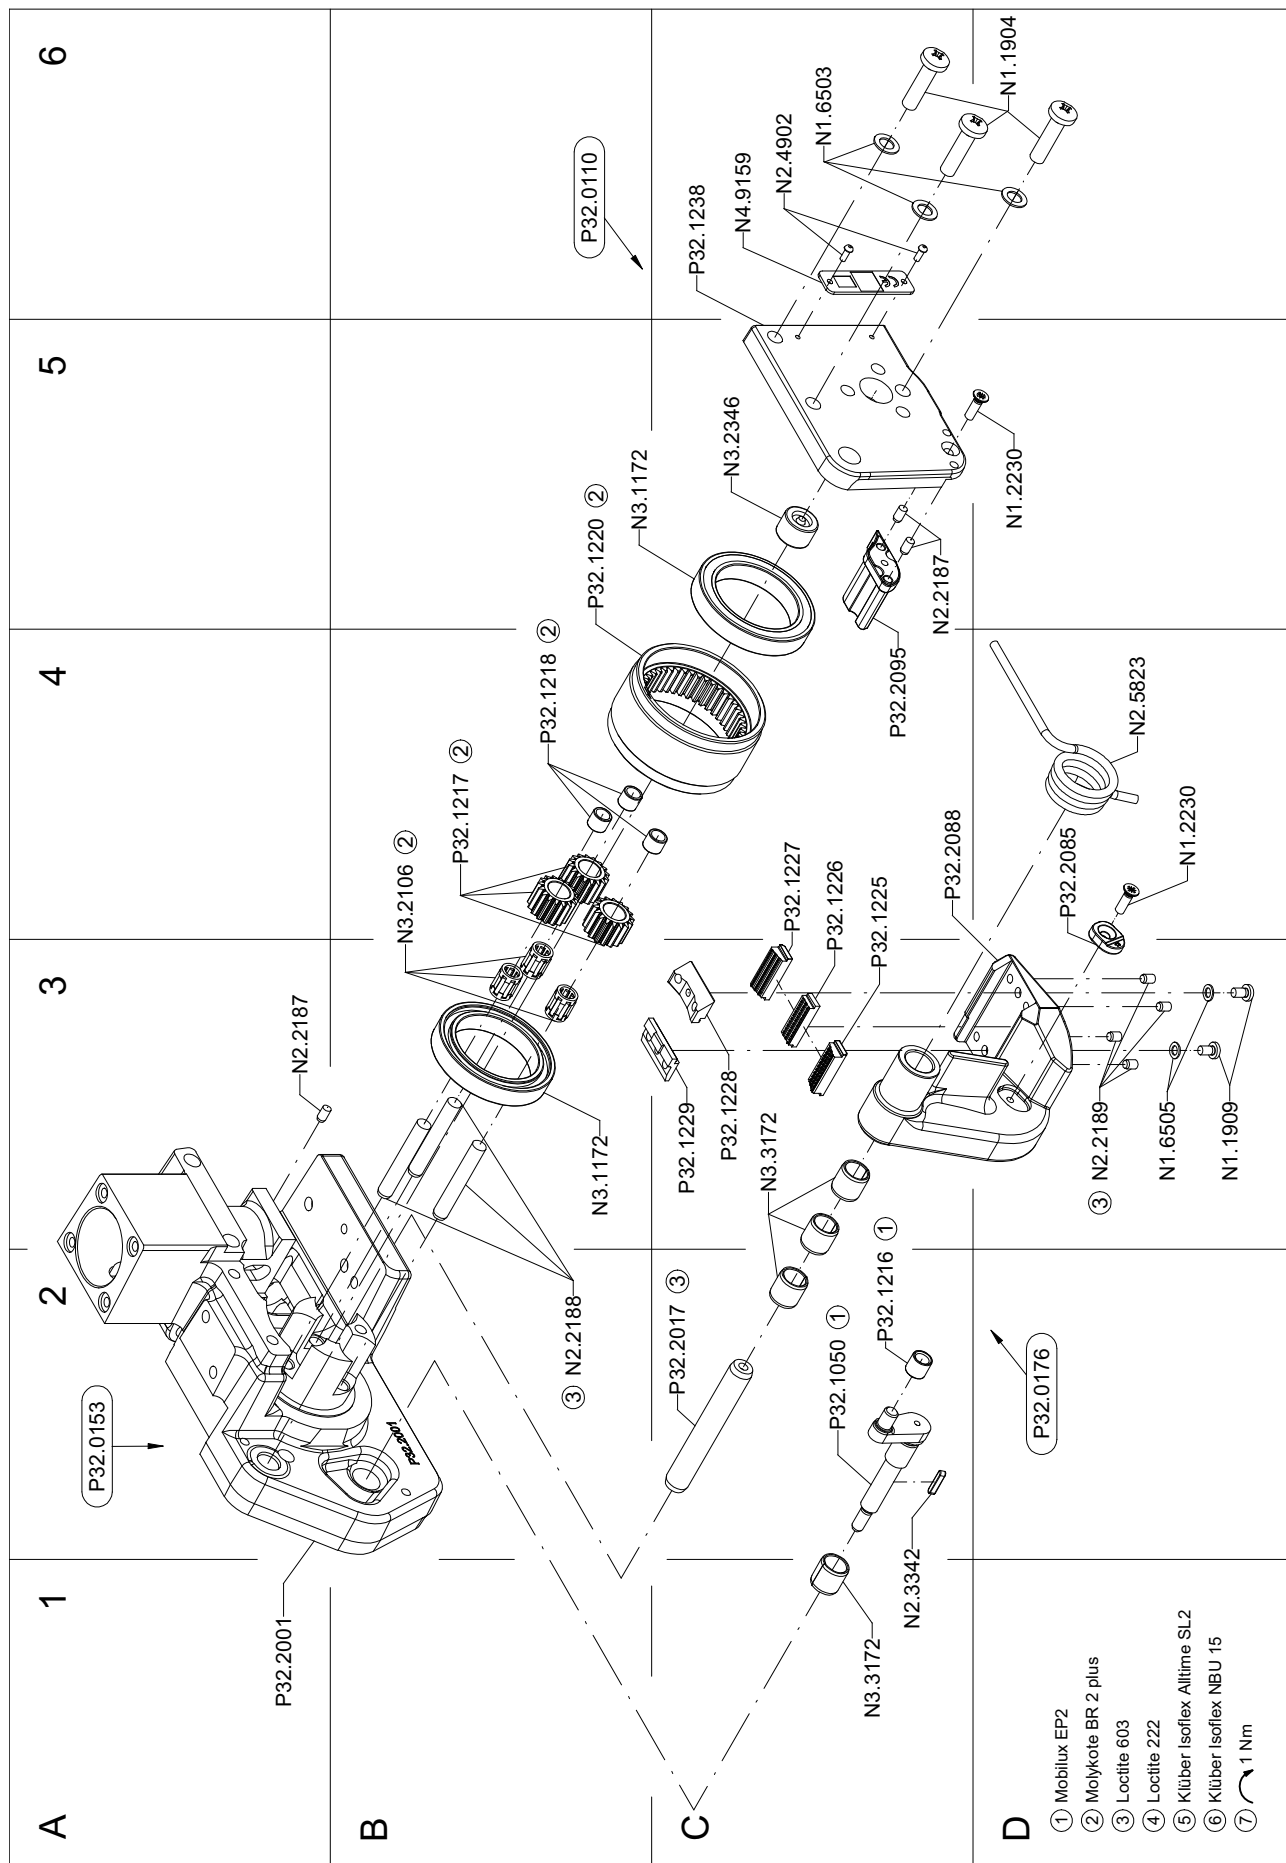 1
2
3
4
5
6
A
B
C
D
P32.0153
P32.2001
P32.2001
N2.2187
③ N2.2188
N3.1172
N3.2106 ②
P32.1217 ②
P32.1218 ②
P32.1220 ②
N3.1172
N3.2346
P32.0110
P32.1238
N4.9159
N2.4902
N1.6503
N1.1904
N1.2230
N2.2187
P32.2095
P32.1229
P32.1228
P32.1227
P32.1226
P32.1225
N3.3172
P32.2017 ③
P32.1216 ①
P32.1050 ①
N2.3342
N3.3172
P32.0176
P32.2088
P32.2085
N1.2230
N2.5823
③ N2.2189
N1.6505
N1.1909
① Mobilux EP2
② Molykote BR 2 plus
③ Loctite 603
④ Loctite 222
⑤ Klüber Isoflex Alltime SL2
⑥ Klüber Isoflex NBU 15
⑦ 1 Nm